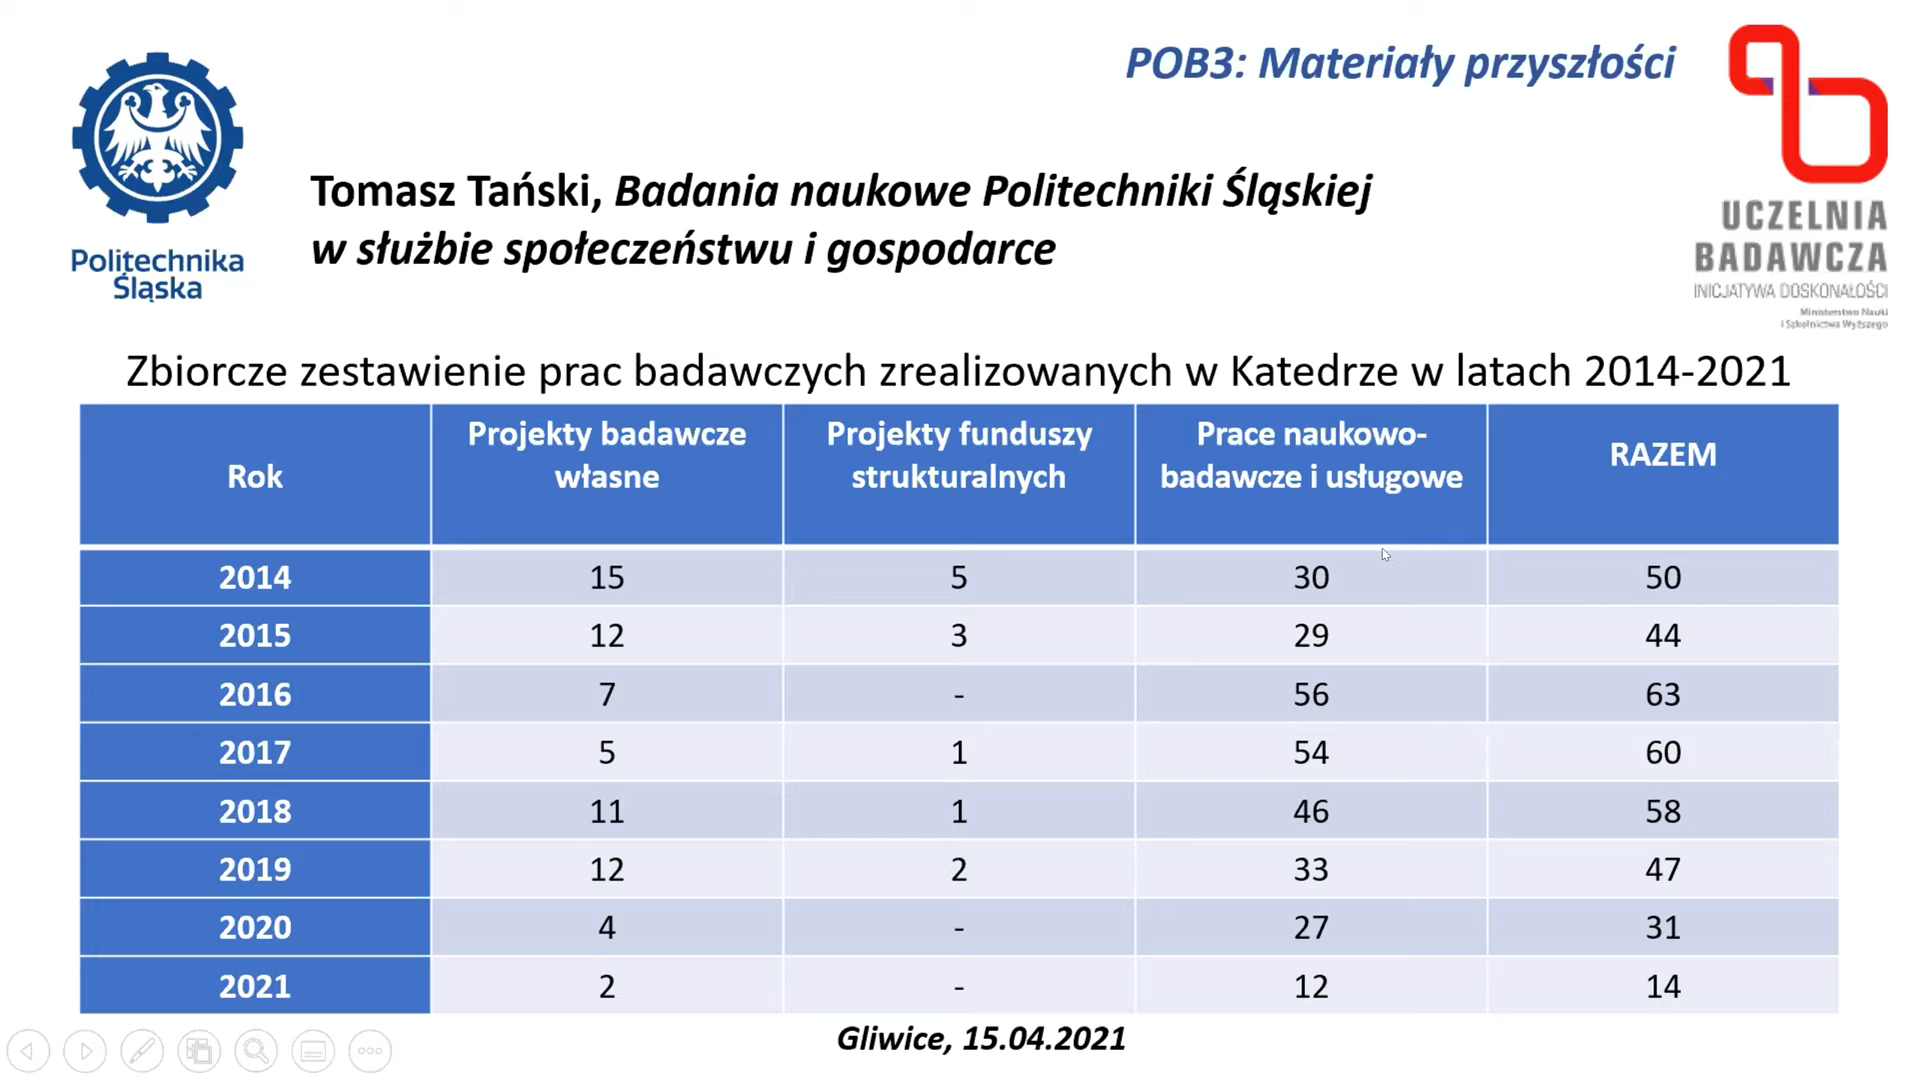 POB3: Materiały przyszłości
Politechnika
Śląska
Tomasz Tański, Badania naukowe Politechniki Śląskiej
w służbie społeczeństwu i gospodarce
UCZELNIA
BADAWCZA
INICJATYWA DOSKONAŁOŚCI
Ministerstwo Nauki
i Szkolnictwa Wyższego
Zbiorcze zestawienie prac badawczych zrealizowanych w Katedrze w latach 2014-2021
Rok
Projekty badawcze
własne
Projekty funduszy
strukturalnych
Prace naukowo-
badawcze i usługowe
RAZEM
2014 15 5 30 50
2015 12 3 29 44
2016 7 - 56 63
2017 5 1 54 60
2018 11 1 46 58
2019 12 2 33 47
2020 4 - 27 31
2021 2 - 12 14
Gliwice, 15.04.2021